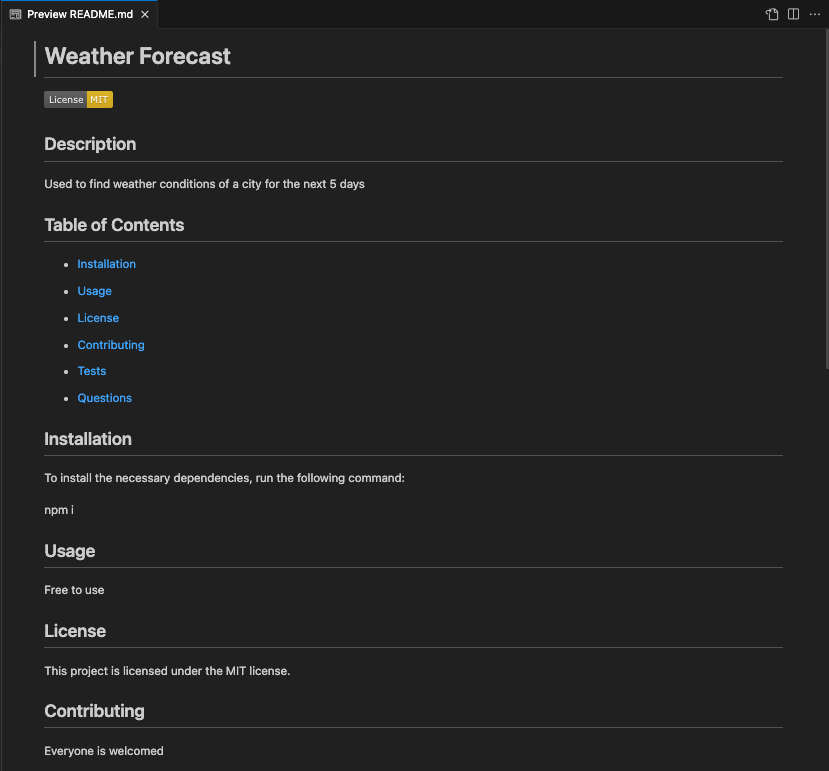 Preview README.md
Weather Forecast
License MIT
Description
Used to find weather conditions of a city for the next 5 days
Table of Contents
Installation
Usage
License
Contributing
Tests
Questions
Installation
To install the necessary dependencies, run the following command:
npm i
Usage
Free to use
License
This project is licensed under the MIT license.
Contributing
Everyone is welcomed